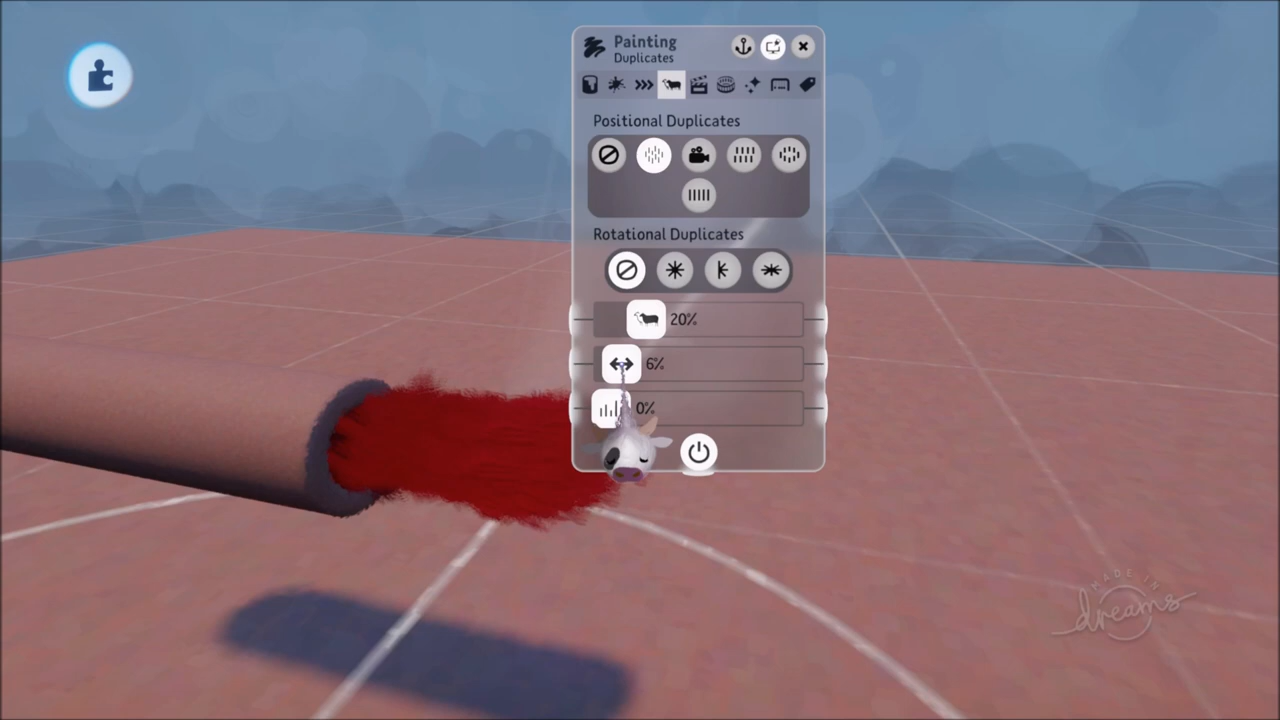 Painting
Duplicates
Positional Duplicates
Rotational Duplicates
20%
6%
0%
MADE IN
dreams